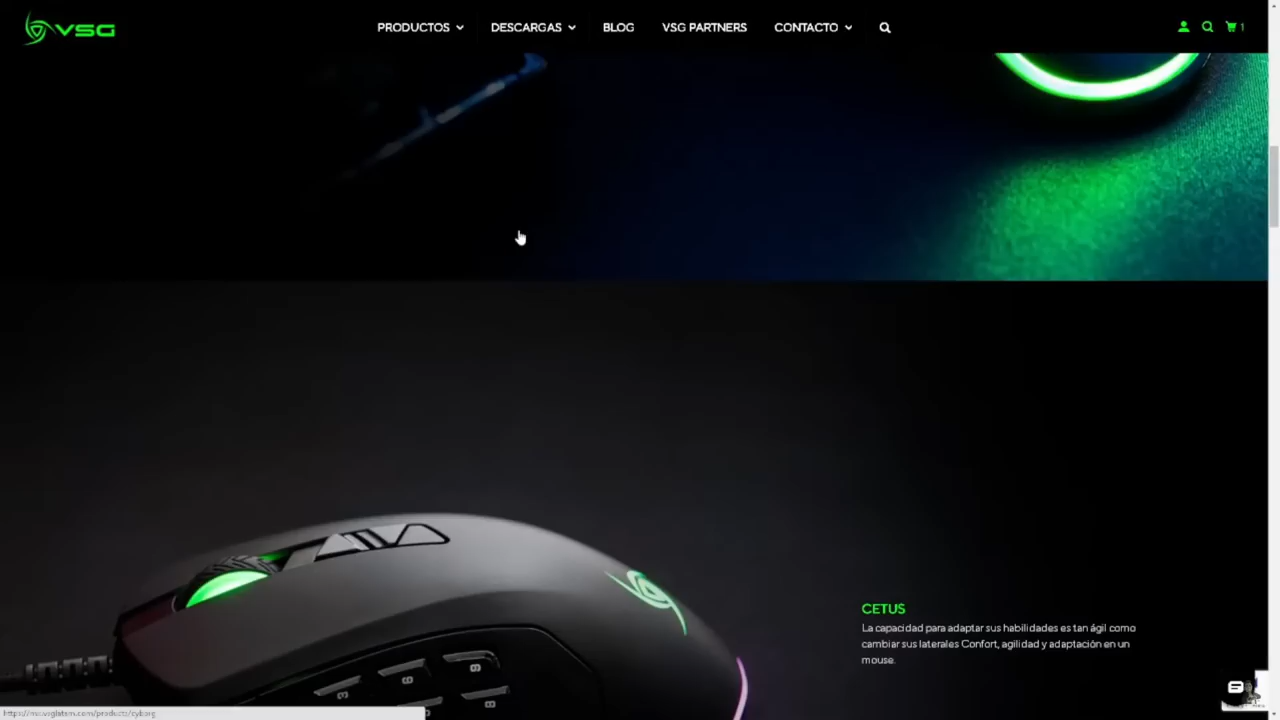 VSG
PRODUCTOS
DESCARGAS
BLOG
VSG PARTNERS
CONTACTO
1
CETUS
La capacidad para adaptar sus habilidades es tan ágil como
cambiar sus laterales Confort, agilidad y adaptación en un
mouse.